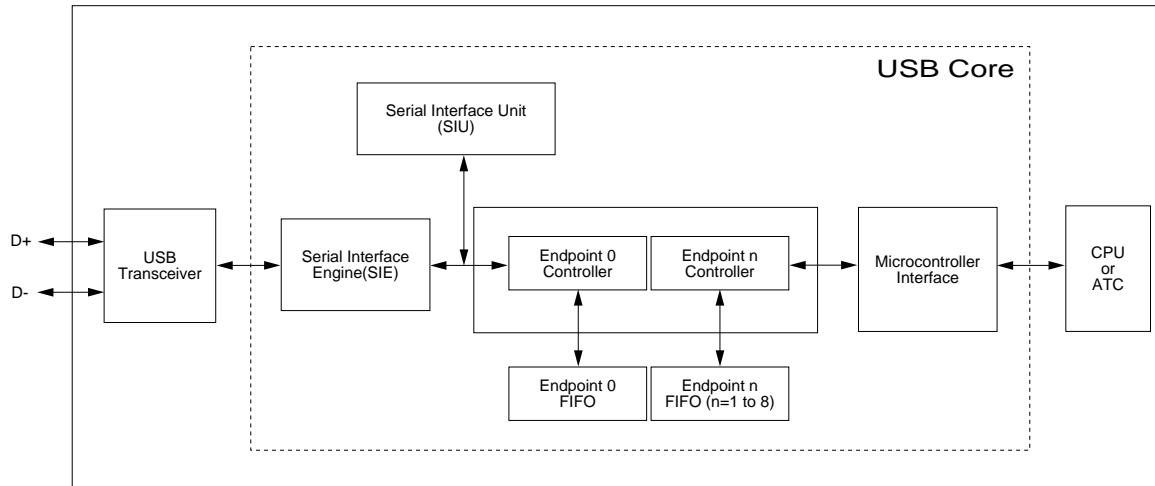 USB Core
Serial Interface Unit
(SIU)
D+
D-
USB
Transceiver
Serial Interface
Engine(SIE)
Endpoint 0
Controller
Endpoint n
Controller
Microcontroller
Interface
CPU
or
ATC
Endpoint 0
FIFO
Endpoint n
FIFO (n=1 to 8)